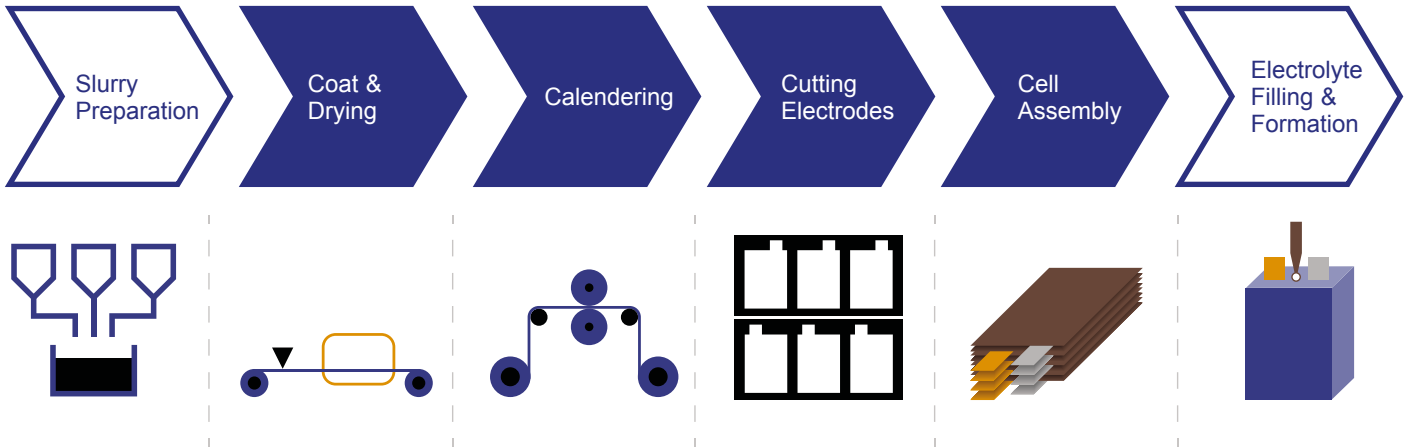 Slurry
Preparation
Coat &
Drying
Calendering
Cutting
Electrodes
Cell
Assembly
Electrolyte
Filling &
Formation